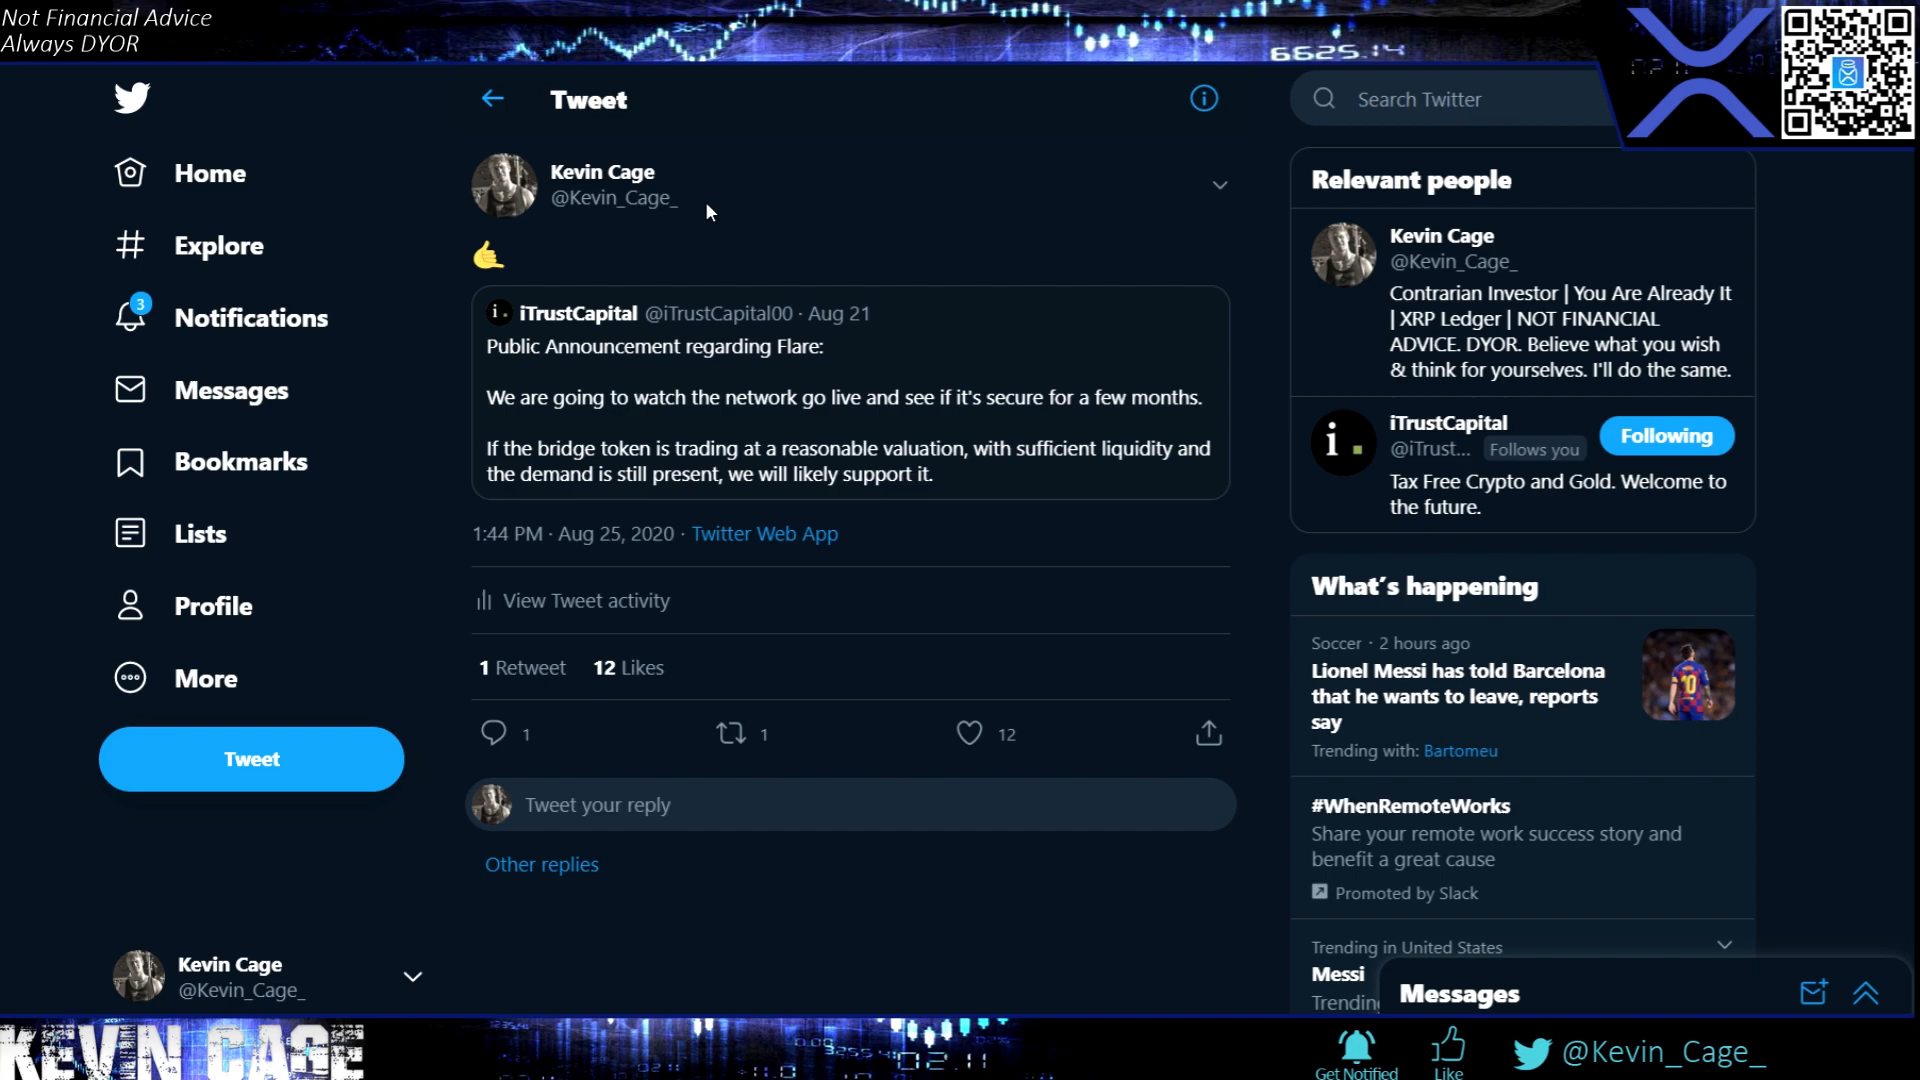 Not Financial Advice
Always DYOR
6625.14
Home
Explore
3
Notifications
Messages
Bookmarks
Lists
Profile
More
Tweet
Kevin Cage
@Kevin_Cage_
Tweet
Kevin Cage
@Kevin_Cage_
🤙
i. iTrustCapital @iTrustCapital00 · Aug 21
Public Announcement regarding Flare:
We are going to watch the network go live and see if it's secure for a few months.
If the bridge token is trading at a reasonable valuation, with sufficient liquidity and
the demand is still present, we will likely support it.
1:44 PM · Aug 25, 2020 · Twitter Web App
View Tweet activity
1 Retweet 12 Likes
1 1 12
Tweet your reply
Other replies
Search Twitter
Relevant people
Kevin Cage
@Kevin_Cage_
Contrarian Investor | You Are Already It
| XRP Ledger | NOT FINANCIAL
ADVICE. DYOR. Believe what you wish
& think for yourselves. I'll do the same.
i.
iTrustCapital
@iTrust... Follows you
Following
Tax Free Crypto and Gold. Welcome to
the future.
What's happening
Soccer · 2 hours ago
Lionel Messi has told Barcelona
that he wants to leave, reports
say
10
Trending with: Bartomeu
#WhenRemoteWorks
Share your remote work success story and
benefit a great cause
Promoted by Slack
Trending in United States
Messi
Trending
Messages
KEVIN CAGE
02.11
Get Notified
Like
@Kevin_Cage_